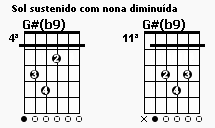 Sol sustenido com nona diminuída
G#(b9) G#(b9)
4ª 11ª
2 
3 2 3
4 4
X